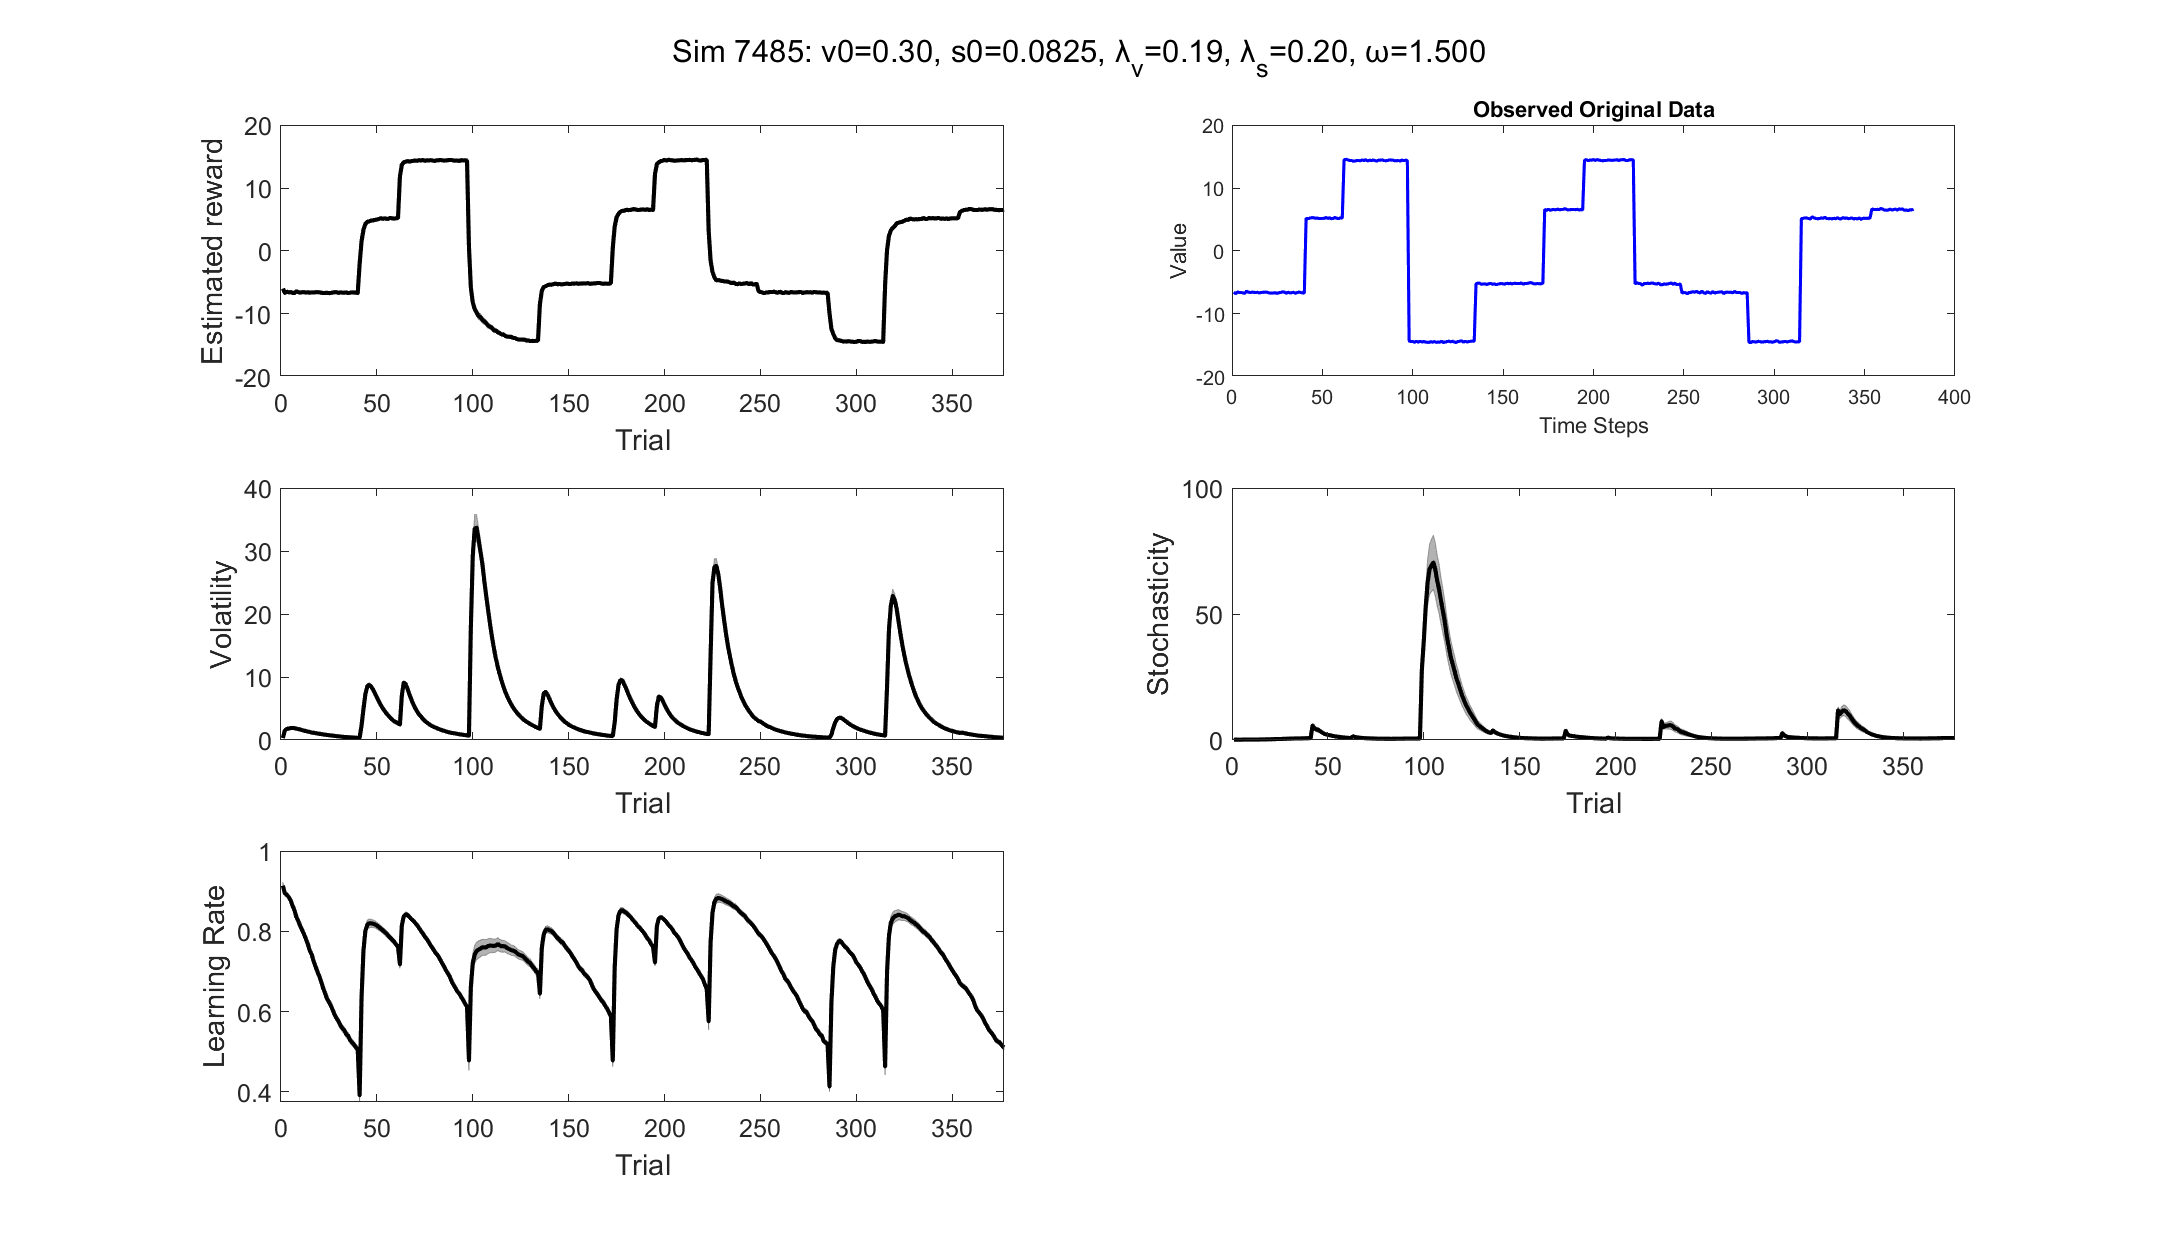 Sim 7485: v0=0.30, s0=0.0825, λ_v=0.19, λ_s=0.20, ω=1.500
Estimated reward
20
10
0
-10
-20
0 50 100 150 200 250 300 350
Trial
Observed Original Data
Value
20
10
0
-10
-20
0 50 100 150 200 250 300 350 400
Time Steps
Volatility
40
30
20
10
0
0 50 100 150 200 250 300 350
Trial
Stochasticity
100
50
0
0 50 100 150 200 250 300 350
Trial
Learning Rate
1
0.8
0.6
0.4
0 50 100 150 200 250 300 350
Trial